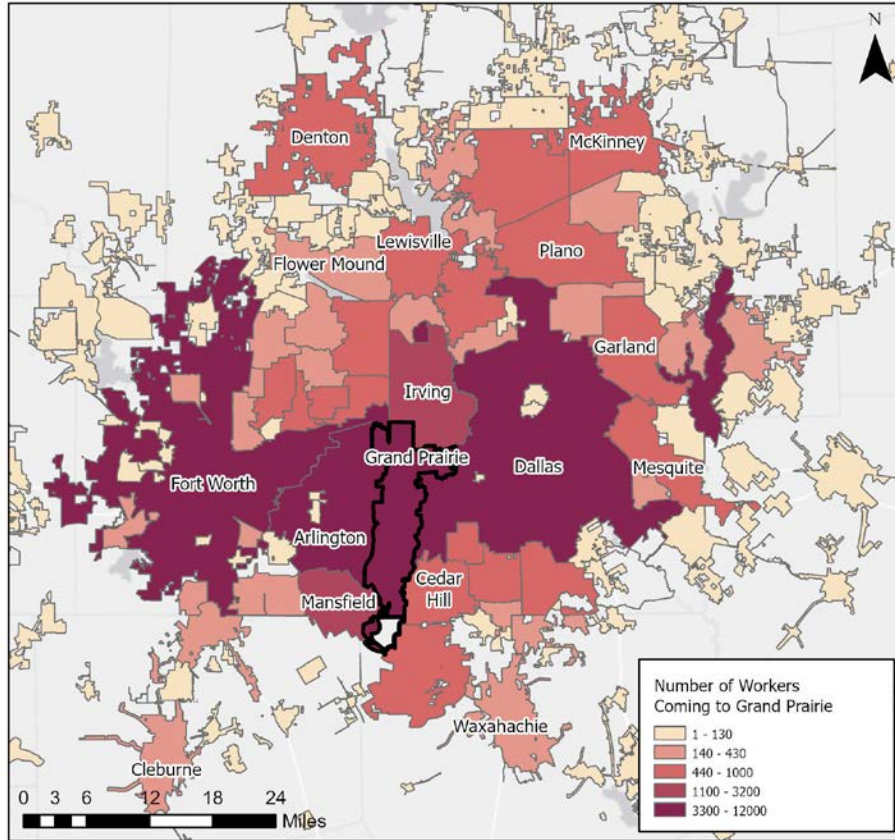 N
Denton
McKinney
Lewisville
Plano
Flower Mound
Garland
Irving
Grand Prairie
Dallas
Mesquite
Fort Worth
Arlington
Cedar
Hill
Mansfield
Waxahachie
Cleburne
Number of Workers
Coming to Grand Prairie
1 - 130
140 - 430
440 - 1000
1100 - 3200
3300 - 12000
0 3 6 12 18 24
Miles